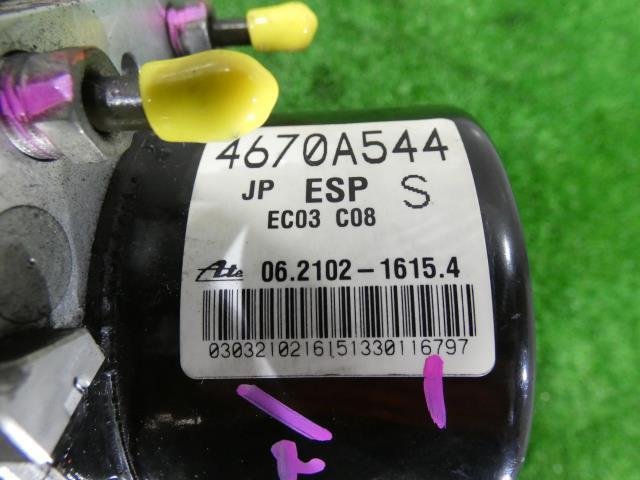 4670A544
JP ESP S
EC03 C08
Ate 06.2102-1615.4
0303210216151330116797